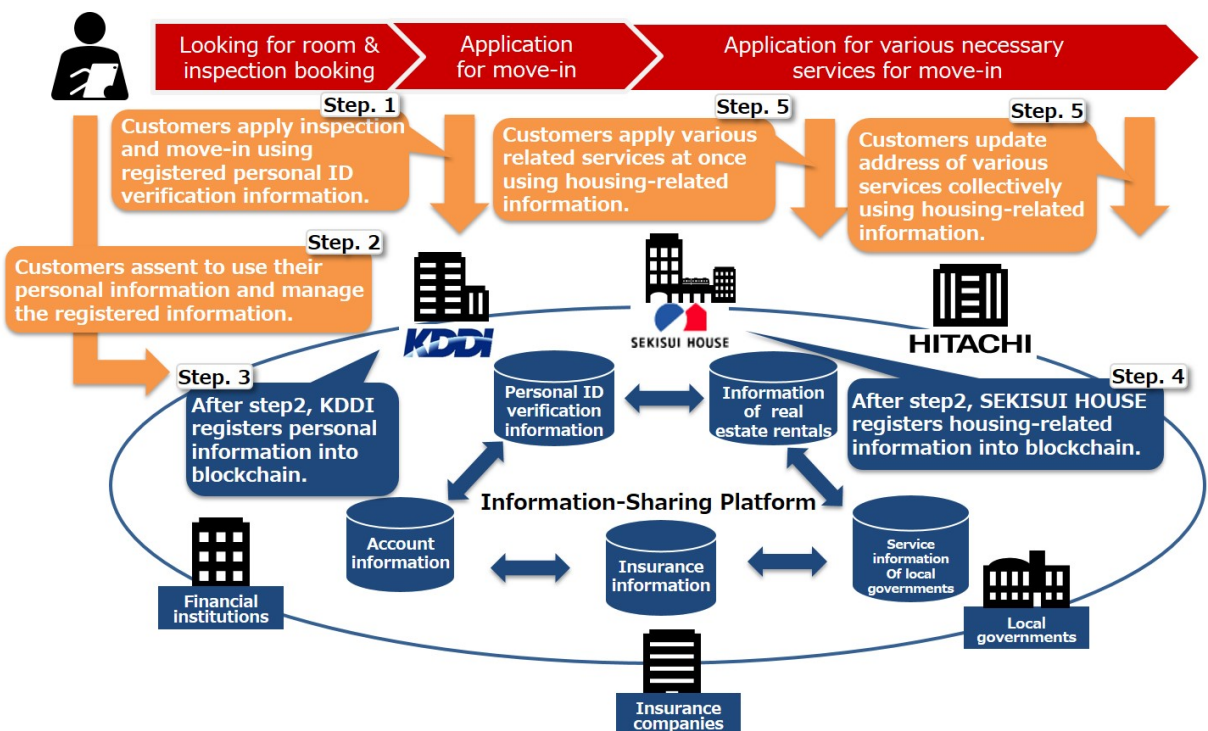 Looking for room &
inspection booking
Application
for move-in
Application for various necessary
services for move-in
Step. 1
Customers apply inspection
and move-in using
registered personal ID
verification information.
Step. 5
Customers apply various
related services at once
using housing-related
information.
Step. 5
Customers update
address of various
services collectively
using housing-related
information.
Step. 2
Customers assent to use their
personal information and manage
the registered information.
KDDI
SEKISUI HOUSE
HITACHI
Step. 3
After step2, KDDI
registers personal
information into
blockchain.
Personal ID
verification
information
Information
of real
estate rentals
Step. 4
After step2, SEKISUI HOUSE
registers housing-related
information into blockchain.
Information-Sharing Platform
Account
information
Insurance
information
Service
information
Of local
governments
Financial
institutions
Local
governments
Insurance
companies